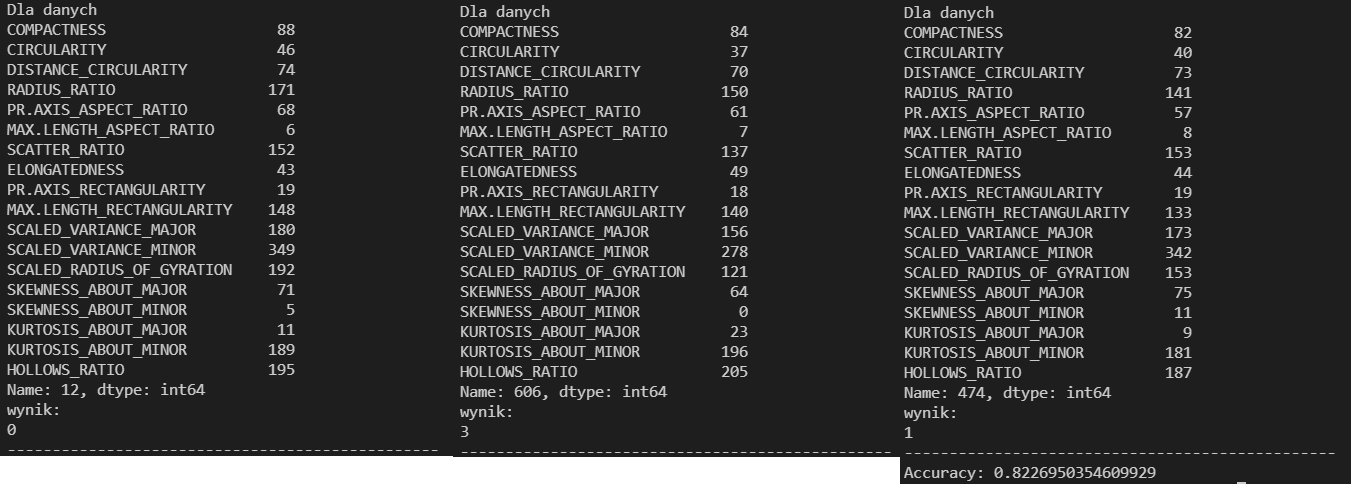 Dla danych
COMPACTNESS 88
CIRCULARITY 46
DISTANCE_CIRCULARITY 74
RADIUS_RATIO 171
PR.AXIS_ASPECT_RATIO 68
MAX.LENGTH_ASPECT_RATIO 6
SCATTER_RATIO 152
ELONGATEDNESS 43
PR.AXIS_RECTANGULARITY 19
MAX.LENGTH_RECTANGULARITY 148
SCALED_VARIANCE_MAJOR 180
SCALED_VARIANCE_MINOR 349
SCALED_RADIUS_OF_GYRATION 192
SKEWNESS_ABOUT_MAJOR 71
SKEWNESS_ABOUT_MINOR 5
KURTOSIS_ABOUT_MAJOR 11
KURTOSIS_ABOUT_MINOR 189
HOLLOWS_RATIO 195
Name: 12, dtype: int64
wynik:
0
------------------------------------------------
Dla danych
COMPACTNESS 84
CIRCULARITY 37
DISTANCE_CIRCULARITY 70
RADIUS_RATIO 150
PR.AXIS_ASPECT_RATIO 61
MAX.LENGTH_ASPECT_RATIO 7
SCATTER_RATIO 137
ELONGATEDNESS 49
PR.AXIS_RECTANGULARITY 18
MAX.LENGTH_RECTANGULARITY 140
SCALED_VARIANCE_MAJOR 156
SCALED_VARIANCE_MINOR 278
SCALED_RADIUS_OF_GYRATION 121
SKEWNESS_ABOUT_MAJOR 64
SKEWNESS_ABOUT_MINOR 0
KURTOSIS_ABOUT_MAJOR 23
KURTOSIS_ABOUT_MINOR 196
HOLLOWS_RATIO 205
Name: 606, dtype: int64
wynik:
3
------------------------------------------------
Dla danych
COMPACTNESS 82
CIRCULARITY 40
DISTANCE_CIRCULARITY 73
RADIUS_RATIO 141
PR.AXIS_ASPECT_RATIO 57
MAX.LENGTH_ASPECT_RATIO 8
SCATTER_RATIO 153
ELONGATEDNESS 44
PR.AXIS_RECTANGULARITY 19
MAX.LENGTH_RECTANGULARITY 133
SCALED_VARIANCE_MAJOR 173
SCALED_VARIANCE_MINOR 342
SCALED_RADIUS_OF_GYRATION 153
SKEWNESS_ABOUT_MAJOR 75
SKEWNESS_ABOUT_MINOR 11
KURTOSIS_ABOUT_MAJOR 9
KURTOSIS_ABOUT_MINOR 181
HOLLOWS_RATIO 187
Name: 474, dtype: int64
wynik:
1
------------------------------------------------
Accuracy: 0.8226950354609929